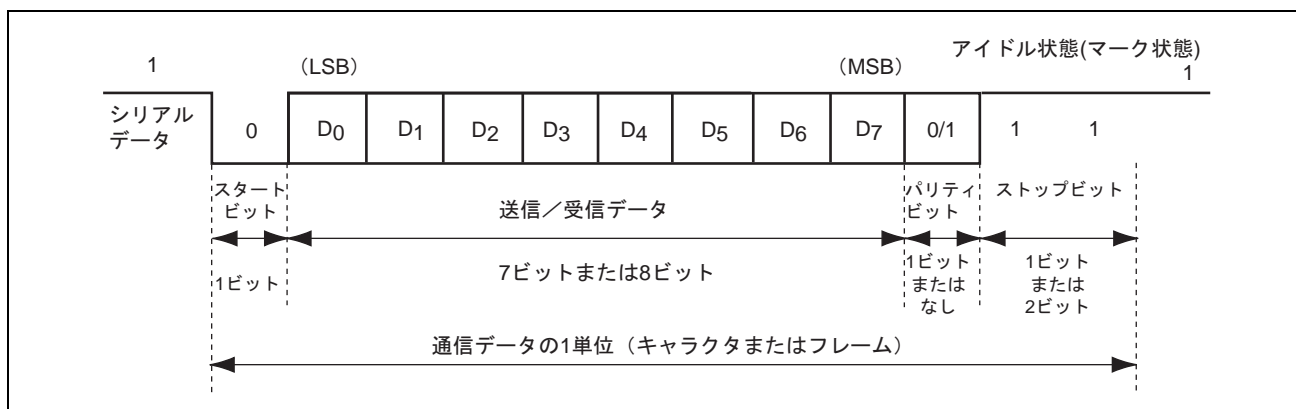 アイドル状態(マーク状態)
1 (LSB) (MSB) 1
シリアル
データ
0 D0 D1 D2 D3 D4 D5 D6 D7 0/1 1 1
スタート
ビット
送信／受信データ
パリティ
ビット
ストップビット
1ビット
7ビットまたは8ビット
1ビット
または
なし
1ビット
または
2ビット
通信データの1単位（キャラクタまたはフレーム）